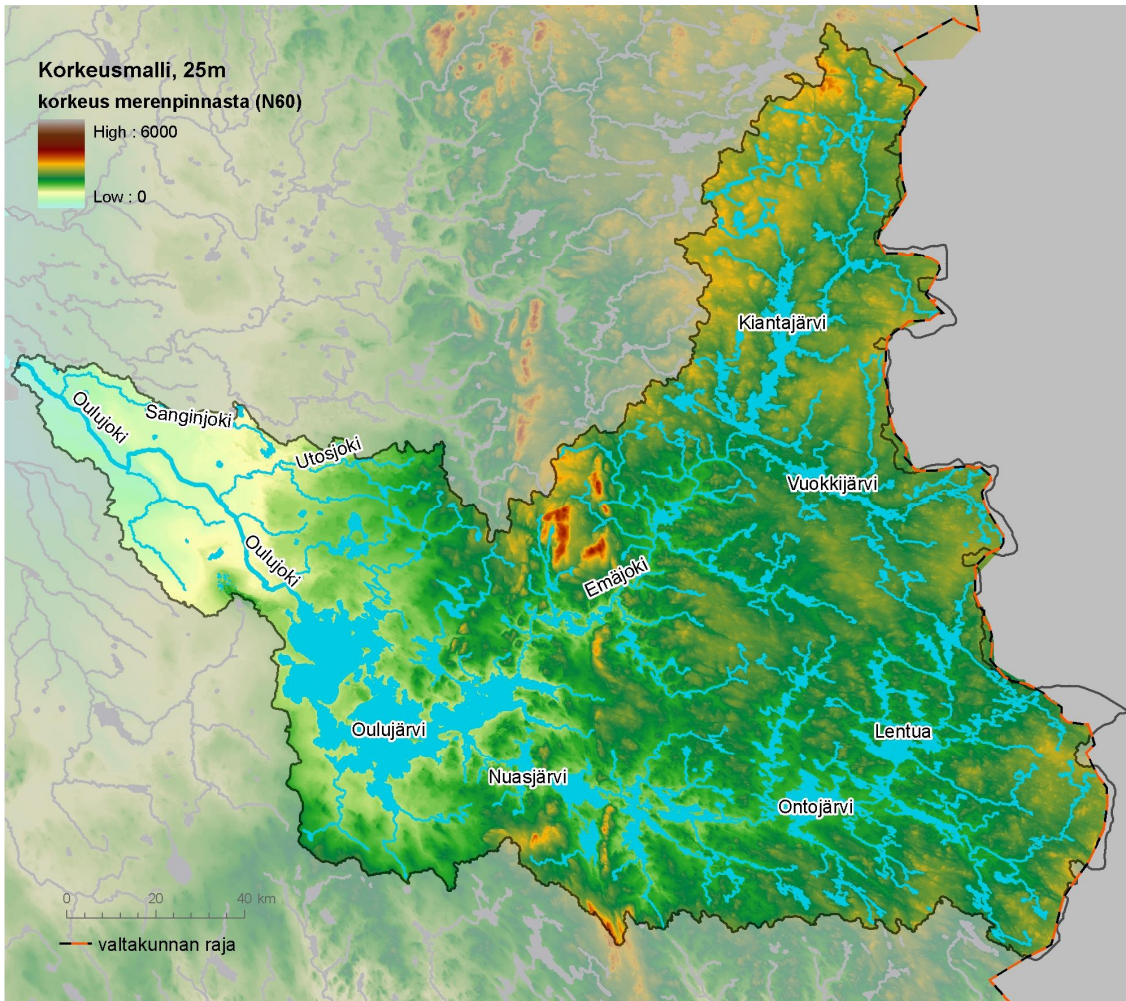 Korkeusmalli, 25m
korkeus merenpinnasta (N60)
High : 6000
Low : 0
Kiantajärvi
Oulujoki
Sanginjoki
Utosjoki
Vuokkijärvi
Oulujoki
Emäjoki
Oulujärvi
Lentua
Nuasjärvi
Ontojärvi
0 20 40 km
valtakunnan raja